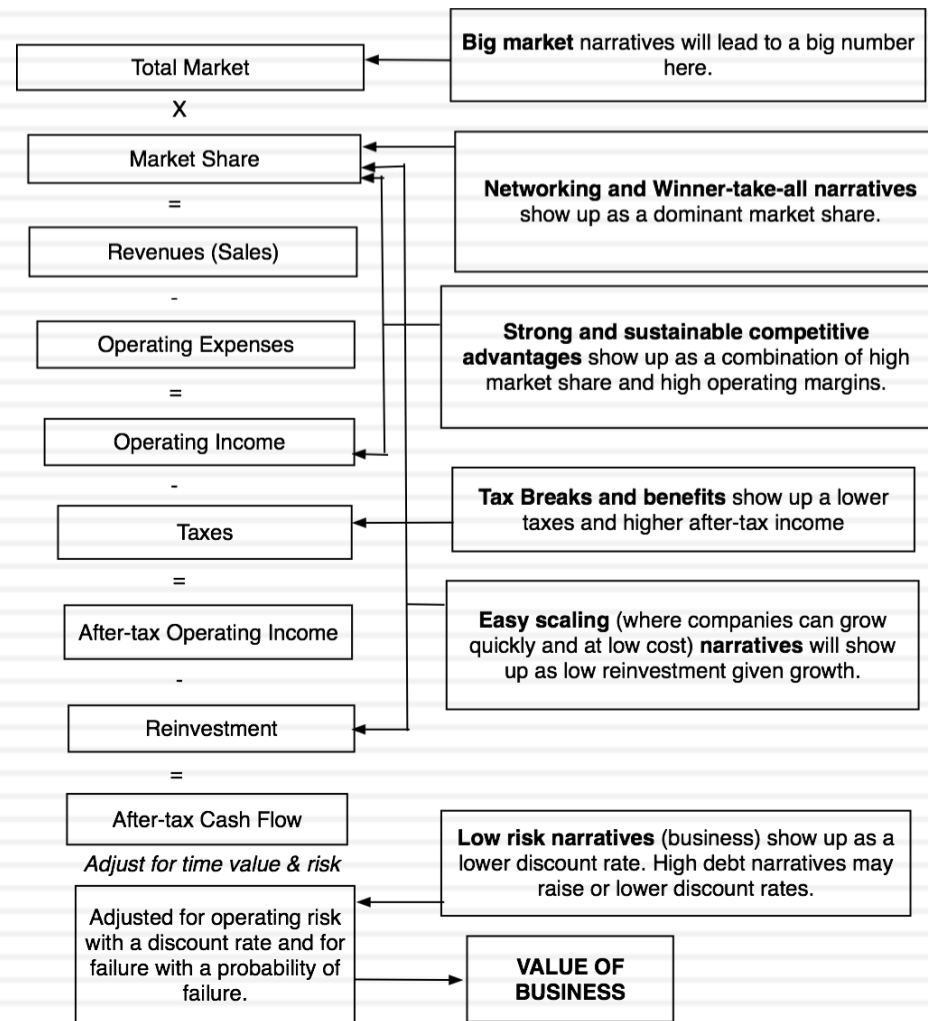 Total Market
Big market narratives will lead to a big number
here.
X
Market Share
Networking and Winner-take-all narratives
show up as a dominant market share.
=
Revenues (Sales)
-
Operating Expenses
Strong and sustainable competitive
advantages show up as a combination of high
market share and high operating margins.
=
Operating Income
-
Taxes
Tax Breaks and benefits show up a lower
taxes and higher after-tax income
=
After-tax Operating Income
Easy scaling (where companies can grow
quickly and at low cost) narratives will show
up as low reinvestment given growth.
-
Reinvestment
=
After-tax Cash Flow
Adjust for time value & risk
Low risk narratives (business) show up as a
lower discount rate. High debt narratives may
raise or lower discount rates.
Adjusted for operating risk
with a discount rate and for
failure with a probability of
failure.
VALUE OF
BUSINESS